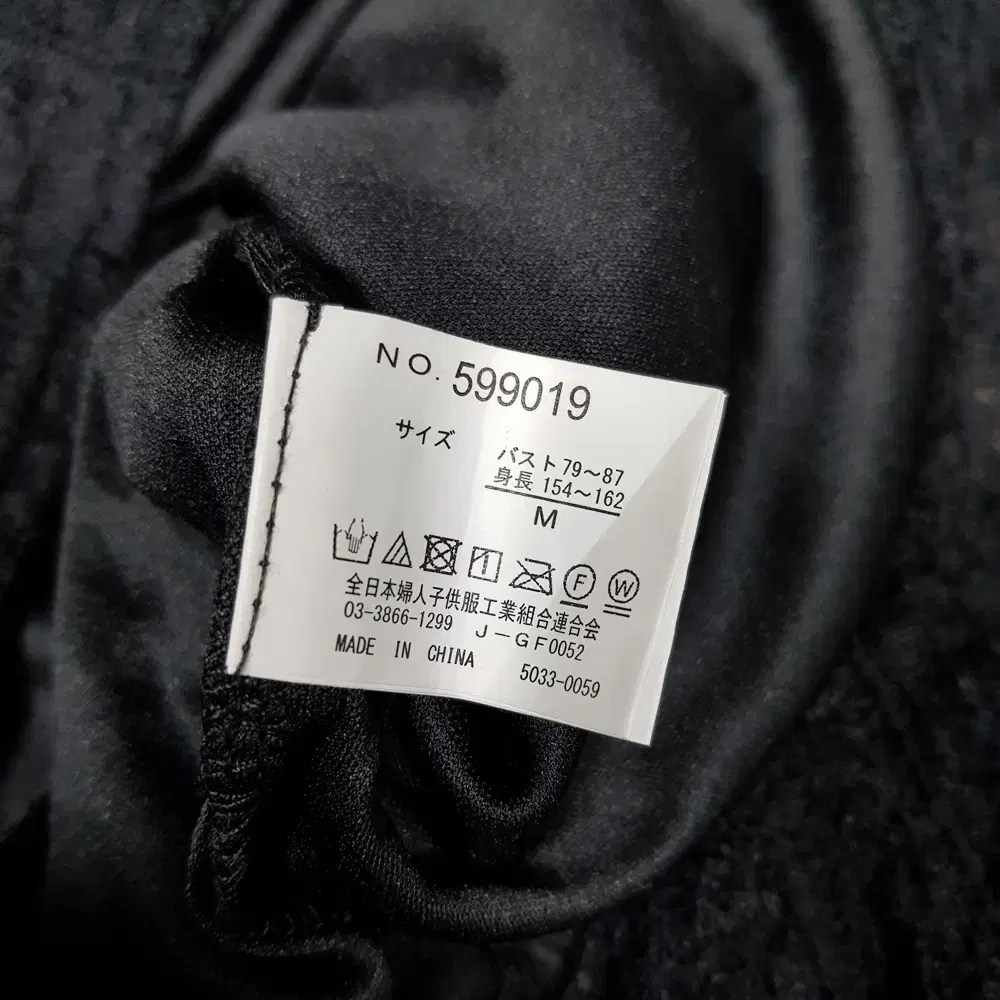 NO. 599019
サイズ
バスト79〜87
身長 154〜162
M
F W
全日本婦人子供服工業組合連合会
03-3866-1299 J-GF0052
MADE IN CHINA 5033-0059